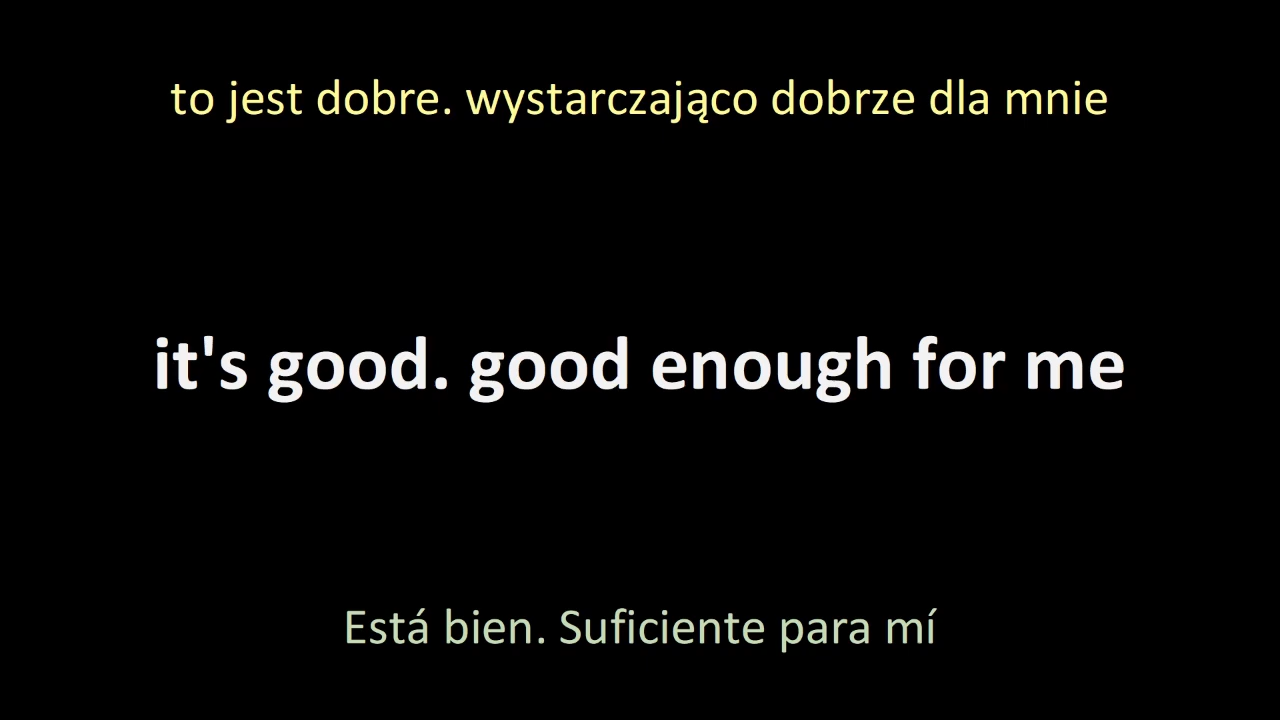 to jest dobre. wystarczająco dobrze dla mnie
it's good. good enough for me
Está bien. Suficiente para mí